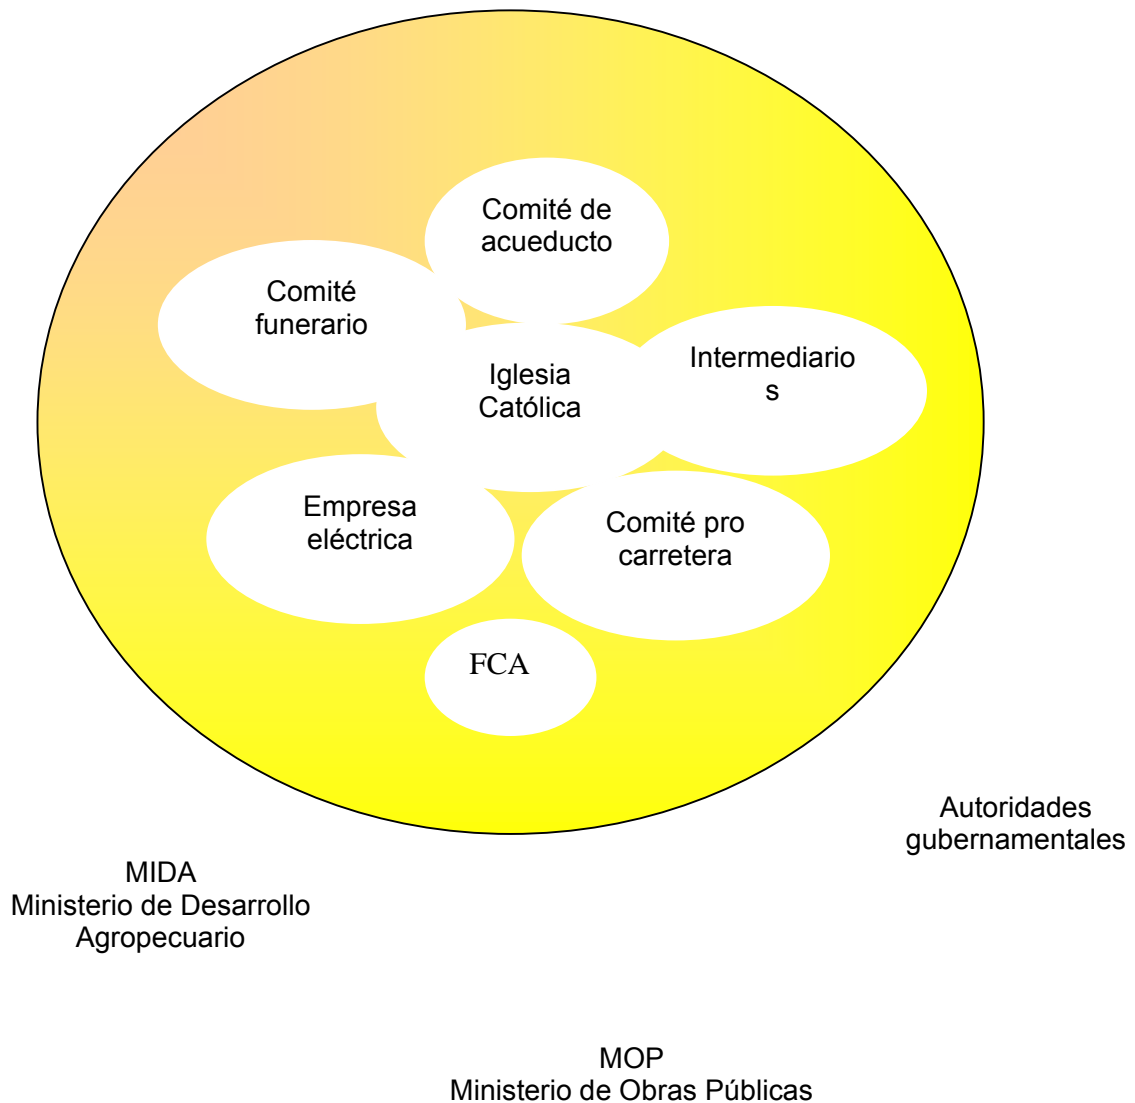 Comité de
acueducto
Comité
funerario
Intermediario
s
Iglesia
Católica
Empresa
eléctrica
Comité pro
carretera
FCA
Autoridades
gubernamentales
MIDA
Ministerio de Desarrollo
Agropecuario
MOP
Ministerio de Obras Públicas